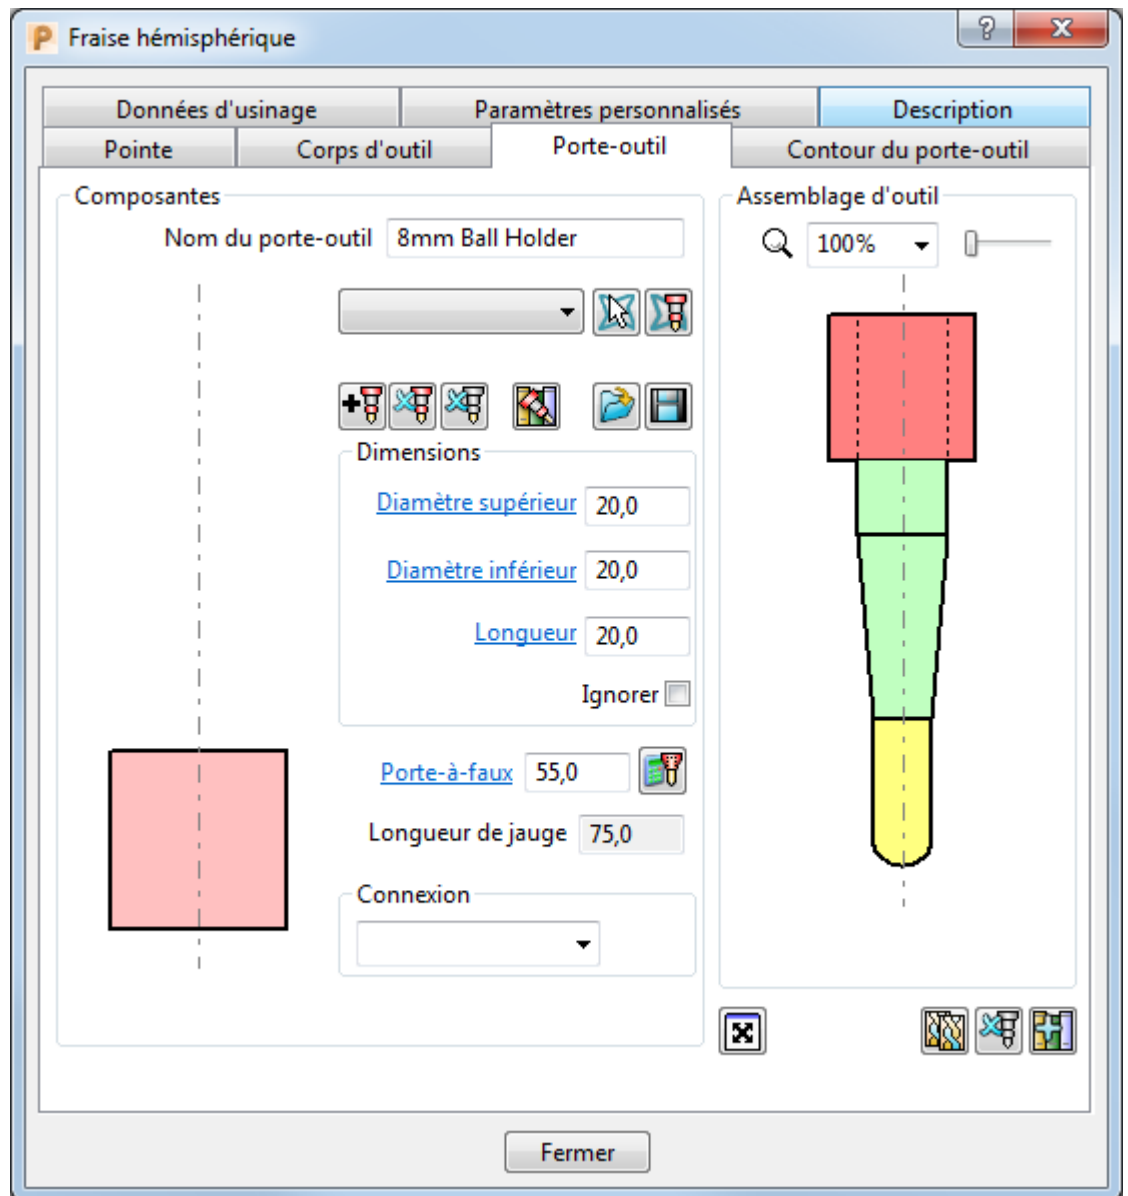 Fraise hémisphérique
Données d'usinage
Paramètres personnalisés
Description
Pointe
Corps d'outil
Porte-outil
Contour du porte-outil
Composantes
Nom du porte-outil 8mm Ball Holder
Dimensions
Diamètre supérieur 20,0
Diamètre inférieur 20,0
Longueur 20,0
Ignorer
Porte-à-faux 55,0
Longueur de jauge 75,0
Connexion
Assemblage d'outil
100%
Fermer